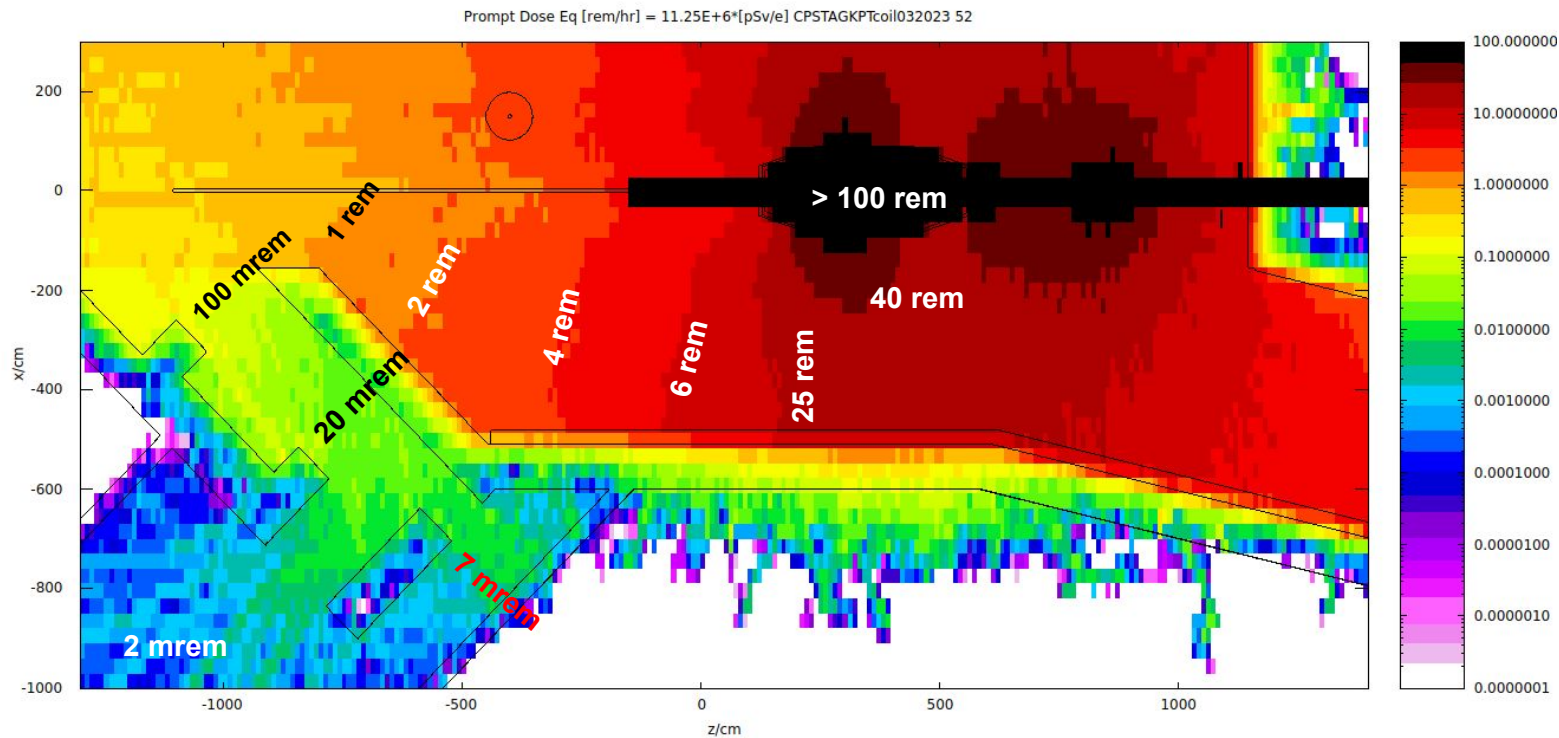 Prompt Dose Eq [rem/hr] = 11.25E+6*[pSv/e] CPSTAGKPTcoil032023 52
200
0
-200
-400
-600
-800
-1000
x/cm
-1000
-500
0
500
1000
z/cm
> 100 rem
1 rem
100 mrem
2 rem
40 rem
4 rem
6 rem
25 rem
20 mrem
7 mrem
2 mrem
100.000000
10.0000000
1.0000000
0.1000000
0.0100000
0.0010000
0.0001000
0.0000100
0.0000010
0.0000001